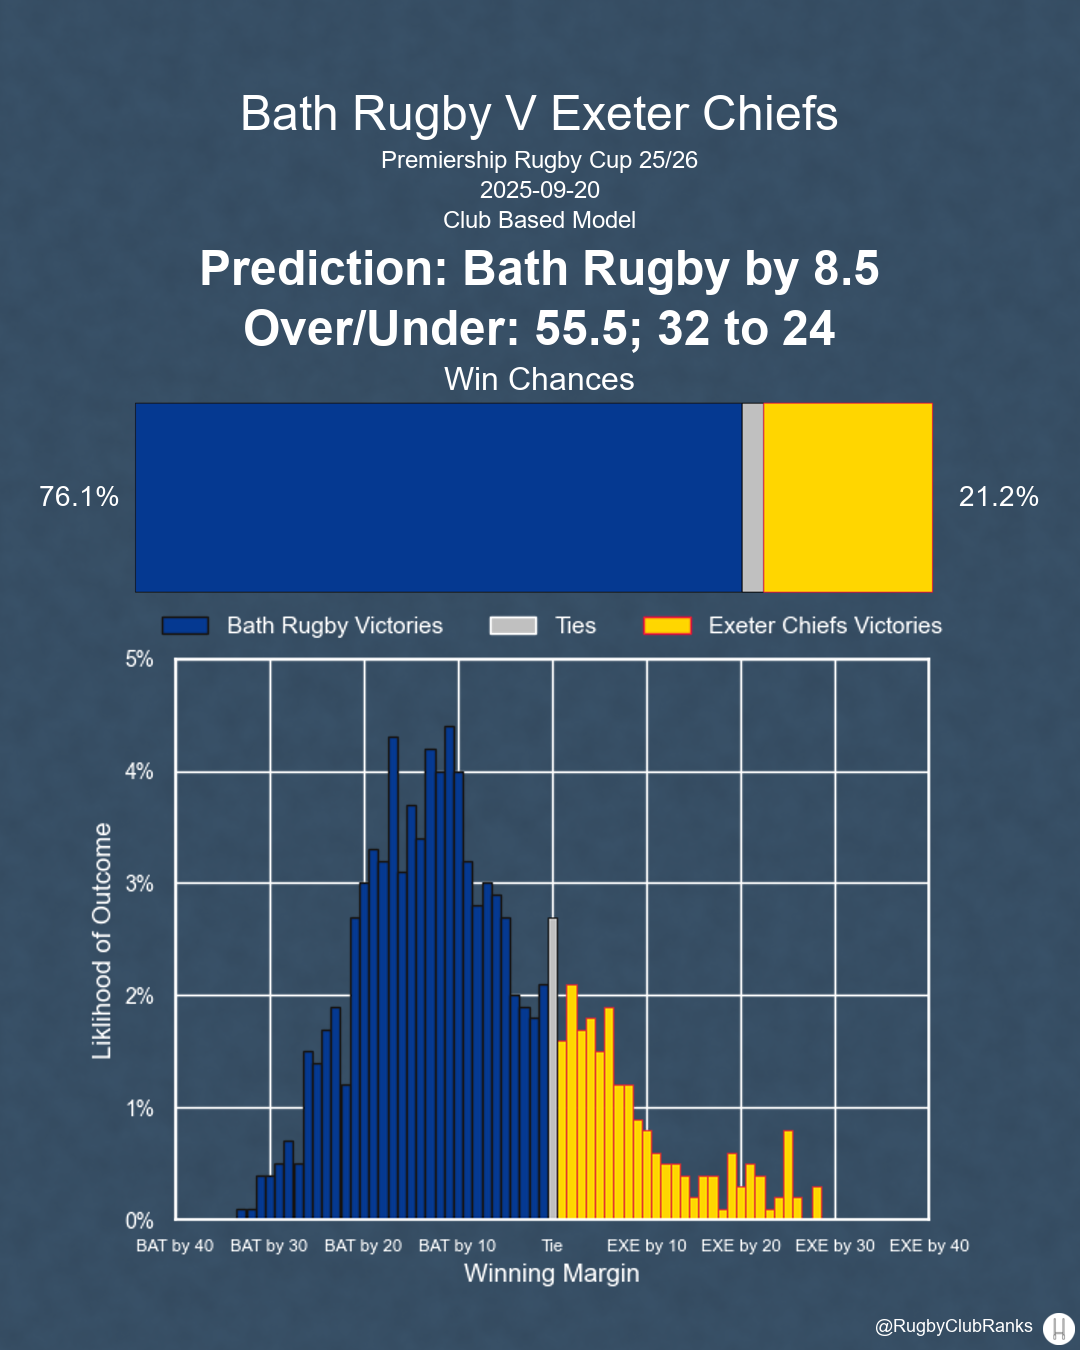 Bath Rugby V Exeter Chiefs
Premiership Rugby Cup 25/26
2025-09-20
Club Based Model
Prediction: Bath Rugby by 8.5
Over/Under: 55.5; 32 to 24
Win Chances
76.1%
21.2%
Bath Rugby Victories
Ties
Exeter Chiefs Victories
5%
4%
3%
2%
1%
0%
Liklihood of Outcome
BAT by 40
BAT by 30
BAT by 20
BAT by 10
Tie
EXE by 10
EXE by 20
EXE by 30
EXE by 40
Winning Margin
@RugbyClubRanks